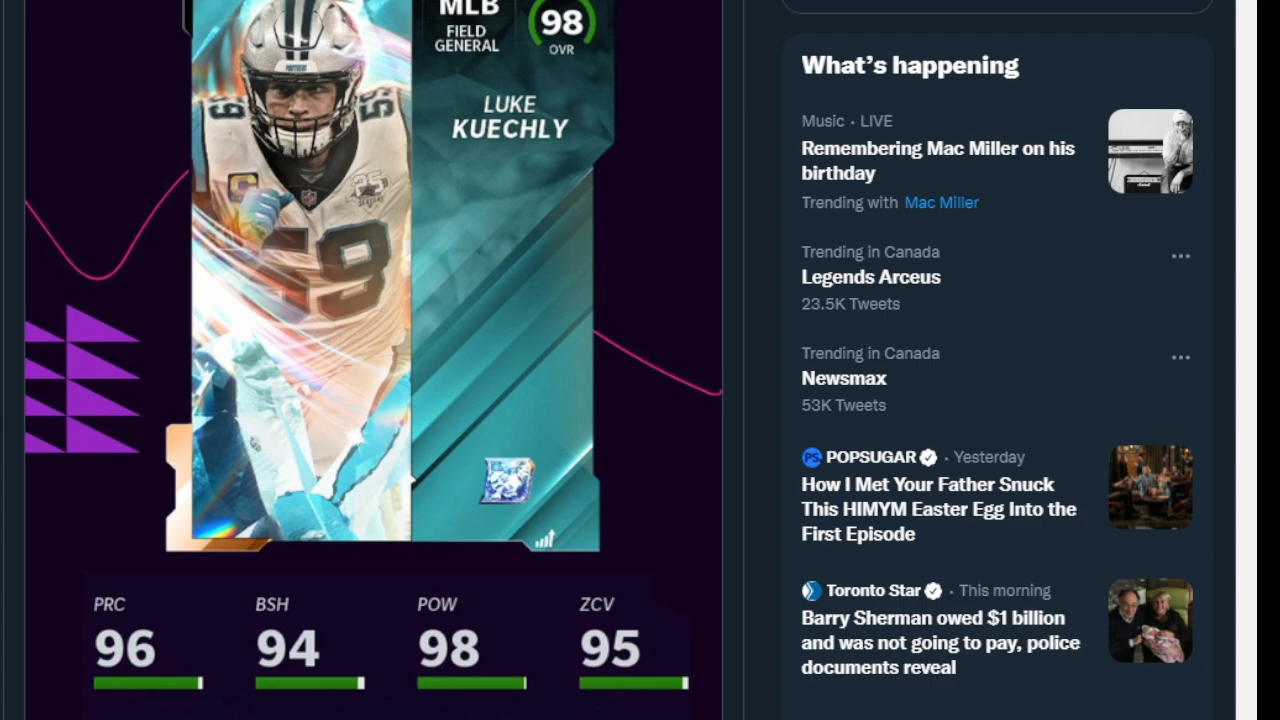 MLB
FIELD
GENERAL
98
OVR
LUKE
KUECHLY
59
59
59
PRC
BSH
POW
ZCV
96
94
98
95
What's happening
Music · LIVE
Remembering Mac Miller on his
birthday
Trending with Mac Miller
Trending in Canada
Legends Arceus
23.5K Tweets
Trending in Canada
Newsmax
53K Tweets
PS POPSUGAR · Yesterday
How I Met Your Father Snuck
This HIMYM Easter Egg Into the
First Episode
Toronto Star · This morning
Barry Sherman owed $1 billion
and was not going to pay, police
documents reveal